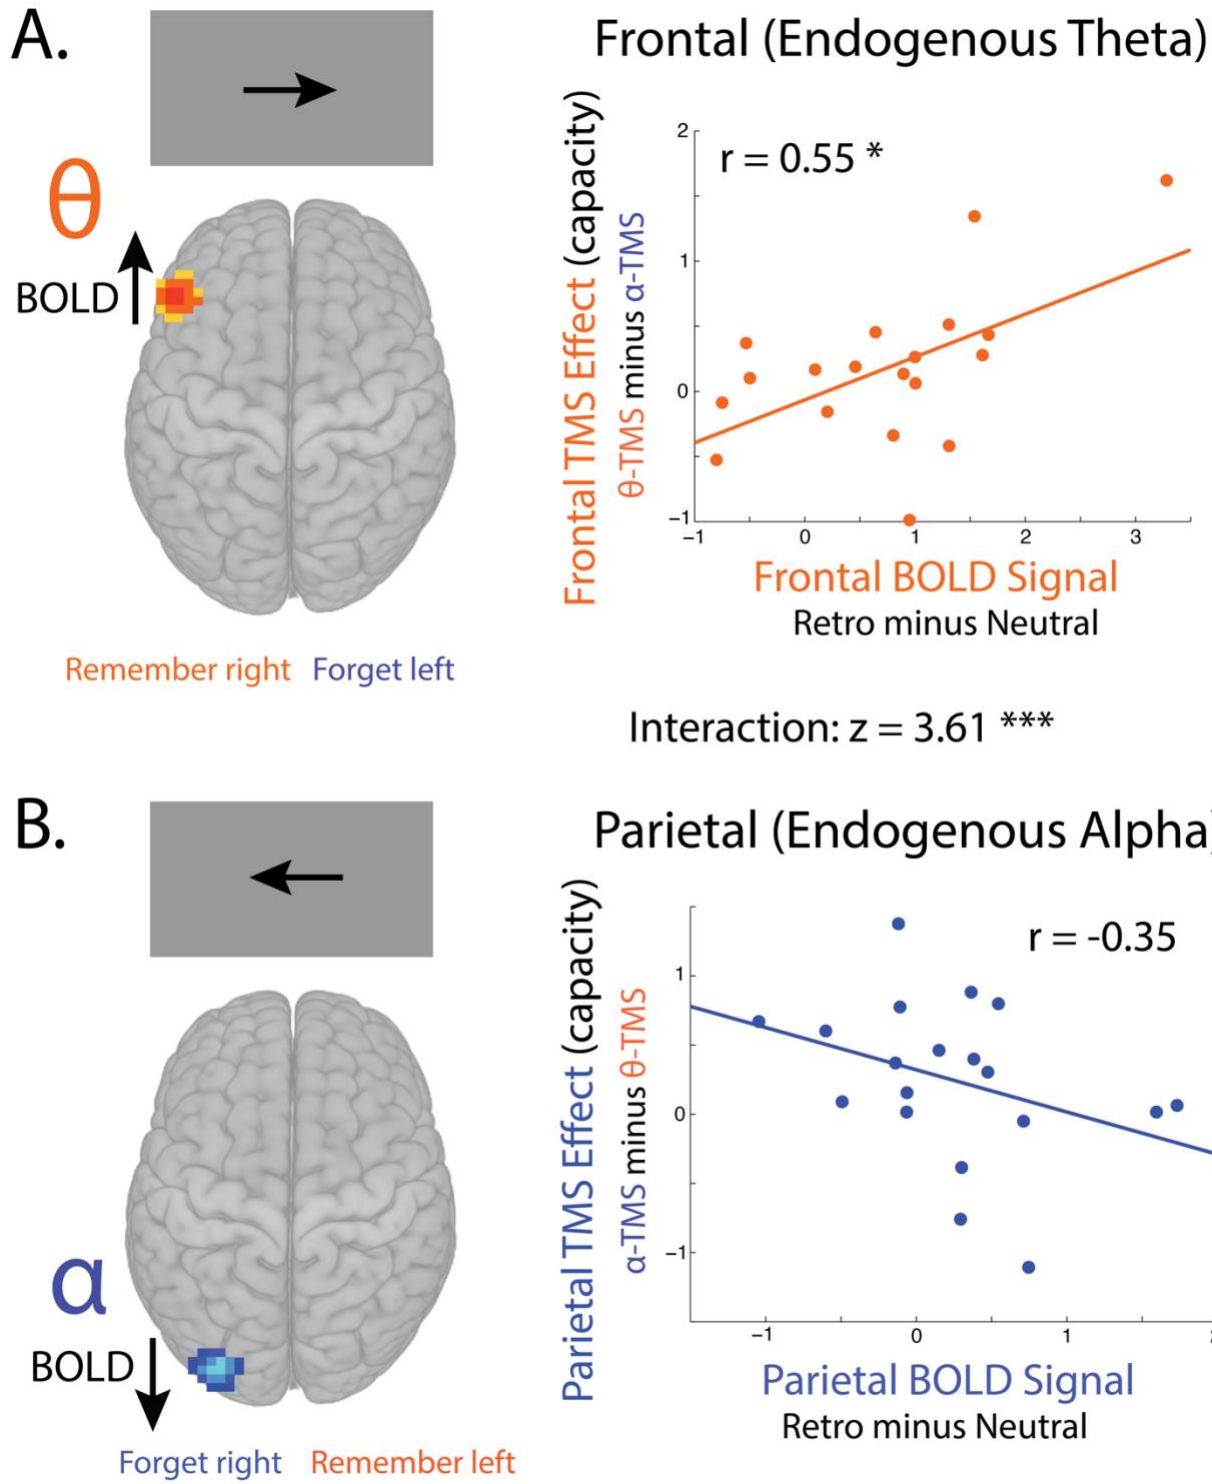 A.
θ
BOLD
Remember right Forget left
Frontal (Endogenous Theta)
r = 0.55 *
Frontal TMS Effect (capacity)
θ-TMS minus α-TMS
2
1
0
−1
−1 0 1 2 3
Frontal BOLD Signal
Retro minus Neutral
Interaction: z = 3.61 ***
B.
α
BOLD
Forget right Remember left
Parietal (Endogenous Alpha)
r = -0.35
Parietal TMS Effect (capacity)
α-TMS minus θ-TMS
1
0
−1
−1 0 1 2
Parietal BOLD Signal
Retro minus Neutral